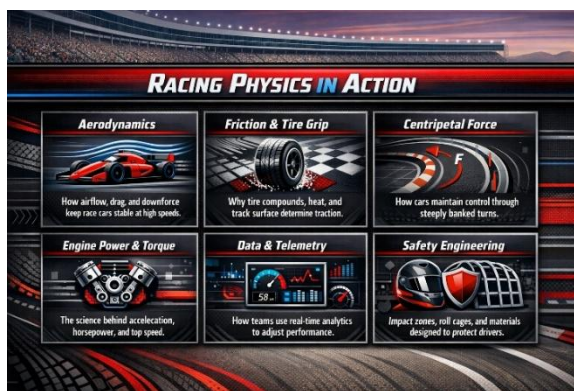 RACING PHYSICS IN ACTION
Aerodynamics
How airflow, drag, and downforce
keep race cars stable at high speeds.
Friction & Tire Grip
Why tire compounds, heat, and
track surface determine traction.
Centripetal Force
F
How cars maintain control through
steeply banked turns.
Engine Power & Torque
The science behind acceleration,
horsepower, and top speed.
Data & Telemetry
58
How teams use real-time analytics
to adjust performance.
Safety Engineering
Impact zones, roll cages, and materials
designed to protect drivers.